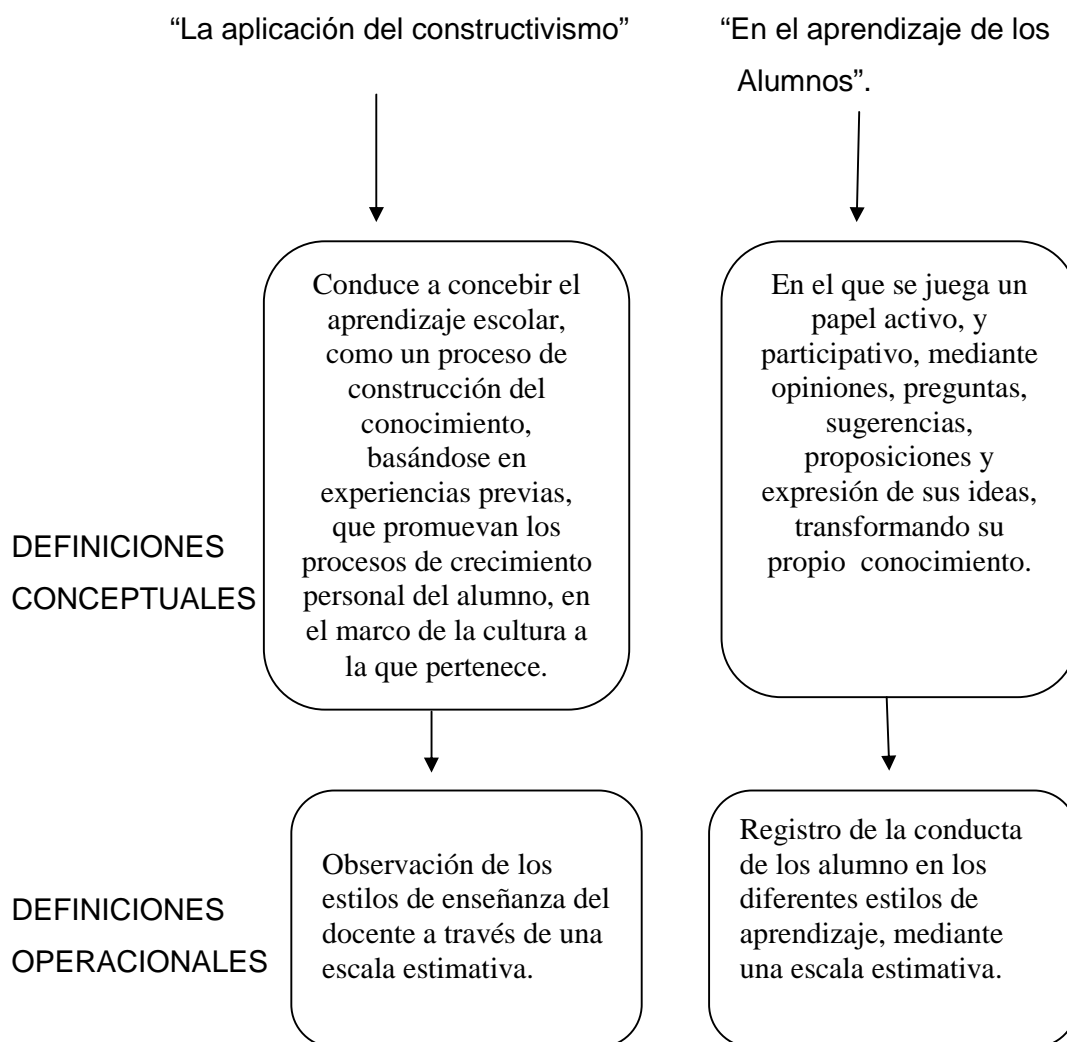 “La aplicación del constructivismo”
“En el aprendizaje de los
Alumnos”.
DEFINICIONES
CONCEPTUALES
Conduce a concebir el
aprendizaje escolar,
como un proceso de
construcción del
conocimiento,
basándose en
experiencias previas,
que promuevan los
procesos de crecimiento
personal del alumno, en
el marco de la cultura a
la que pertenece.
En el que se juega un
papel activo, y
participativo, mediante
opiniones, preguntas,
sugerencias,
proposiciones y
expresión de sus ideas,
transformando su
propio conocimiento.
DEFINICIONES
OPERACIONALES
Observación de los
estilos de enseñanza del
docente a través de una
escala estimativa.
Registro de la conducta
de los alumno en los
diferentes estilos de
aprendizaje, mediante
una escala estimativa.